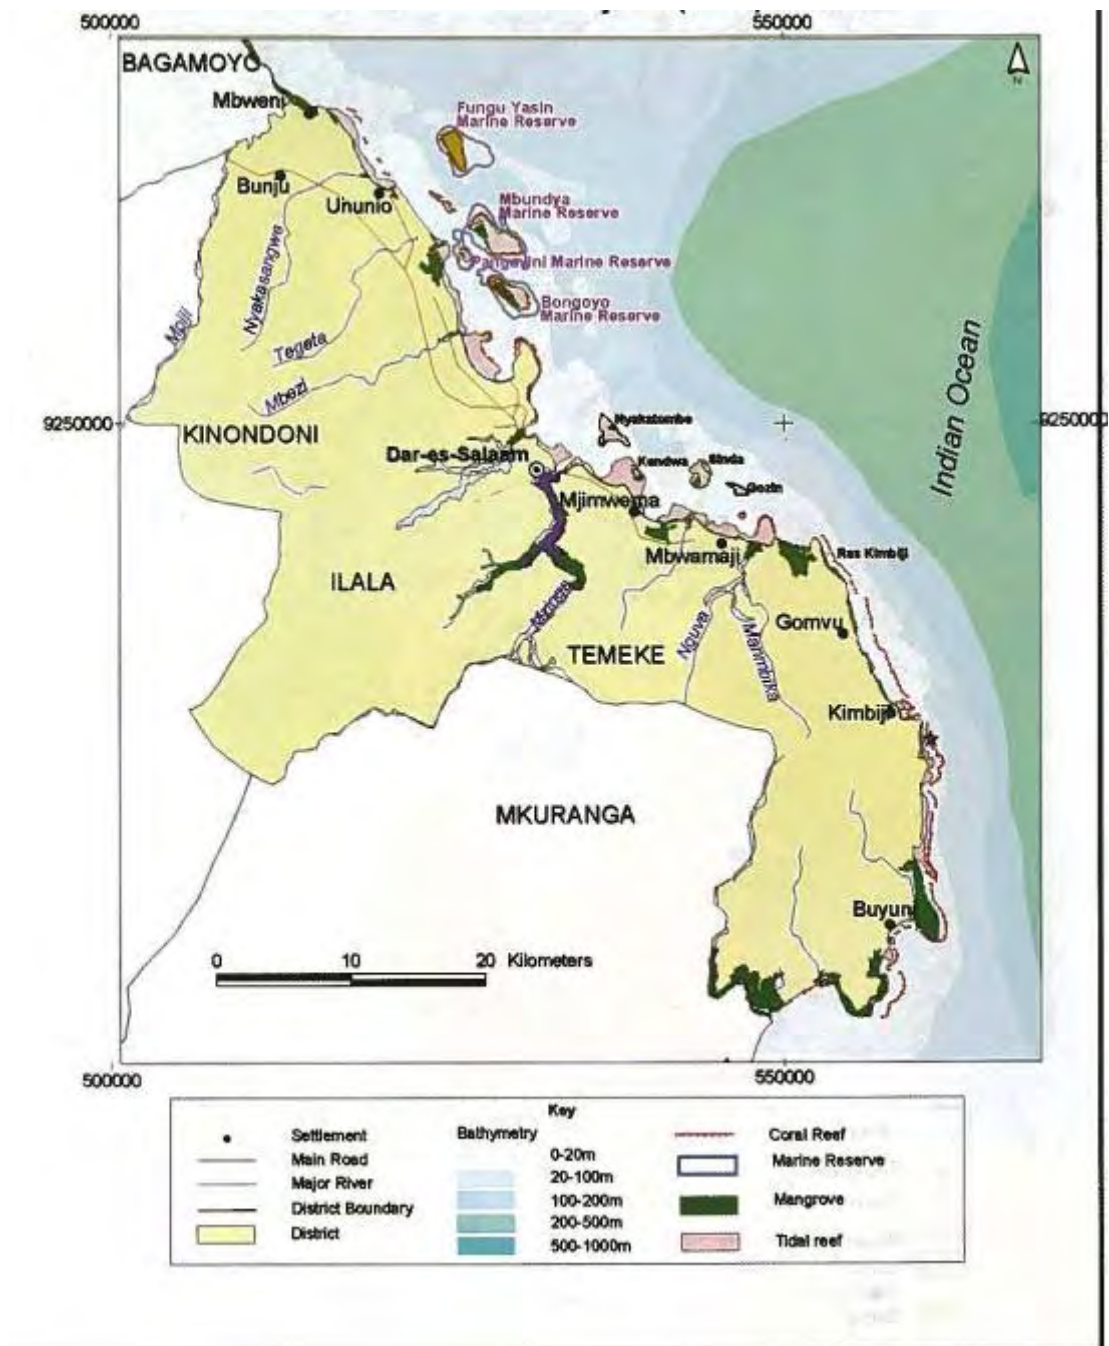 500000
550000
BAGAMOYO
Mbweni
Fungu Yasin
Marine Reserve
Bunju
Ununio
Mbundya
Marine Reserve
Nyakasangwe
Pangavini Marine Reserve
Bongoyo
Marine Reserve
Mpiji
Tegeta
Mbezi
Indian Ocean
9250000
9250000
KINONDONI
Nyakatombe
Dar-es-Salaam
Kendwa
Sinda
Mjimwema
Mbwamaji
Ras Kimbiji
ILALA
Gomvu
TEMEKE
Nguva
Kimbiji
MKURANGA
Buyuni
0 10 20 Kilometers
500000
550000
Key
Settlement
Main Road
Major River
District Boundary
District
Bathymetry
0-20m
20-100m
100-200m
200-500m
500-1000m
Coral Reef
Marine Reserve
Mangrove
Tidal reef
N